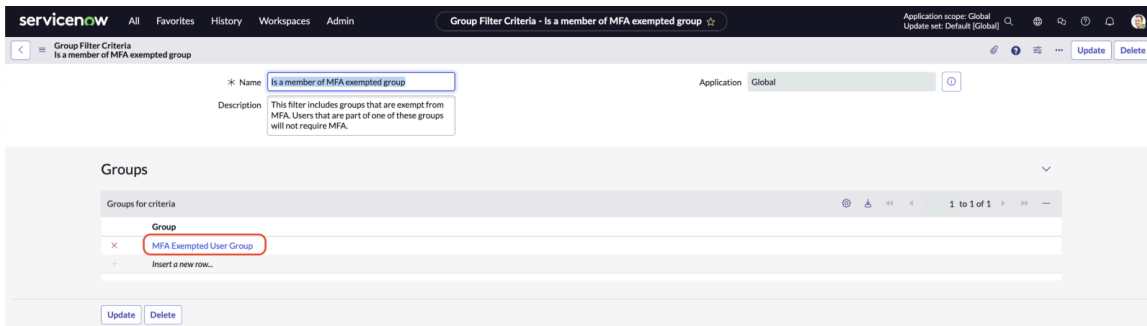 servicenow All Favorites History Workspaces Admin Group Filter Criteria - Is a member of MFA exempted group Application scope: Global
Update set: Default [Global]
Group Filter Criteria
Is a member of MFA exempted group
Update Delete
* Name Is a member of MFA exempted group
Application Global
Description This filter includes groups that are exempt from
MFA. Users that are part of one of these groups
will not require MFA.
Groups
Groups for criteria
1 to 1 of 1
Group
MFA Exempted User Group
Insert a new row...
Update Delete